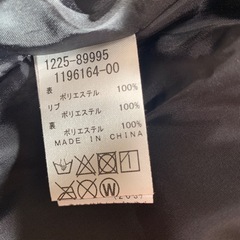 1225-89995
1196164-00
表 ポリエステル 100%
リブ ポリエステル 100%
裏 ポリエステル 100%
MADE IN CHINA
W